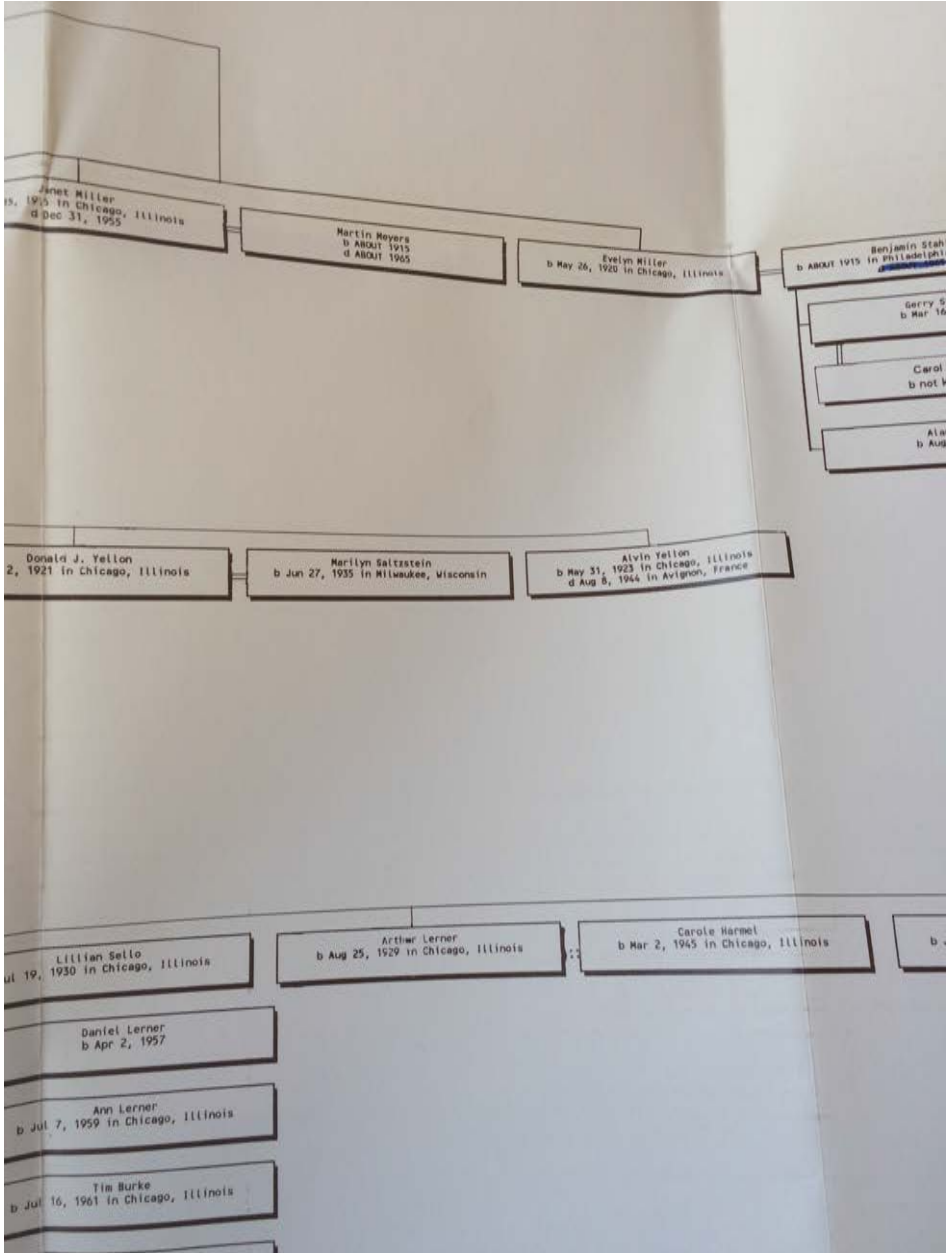 Janet Miller
in Chicago, Illinois
d Dec 31, 1955
Martin Meyers
b ABOUT 1915
d ABOUT 1965
Evelyn Miller
b May 26, 1920 in Chicago, Illinois
Benjamin Stah
b ABOUT 1915 in Philadelphi
Gerry S
b Mar 16
Carol
b not k
Ala
b Aug
Donald J. Yellon
2, 1921 in Chicago, Illinois
Marilyn Saltzstein
b Jun 27, 1935 in Milwaukee, Wisconsin
Alvin Yellon
b May 31, 1923 in Chicago, Illinois
d Aug 8, 1944 in Avignon, France
Lillian Sello
ul 19, 1930 in Chicago, Illinois
Arthur Lerner
b Aug 25, 1929 in Chicago, Illinois
Carole Harmel
b Mar 2, 1945 in Chicago, Illinois
b
Daniel Lerner
b Apr 2, 1957
Ann Lerner
b Jul 7, 1959 in Chicago, Illinois
Tim Burke
b Jul 16, 1961 in Chicago, Illinois